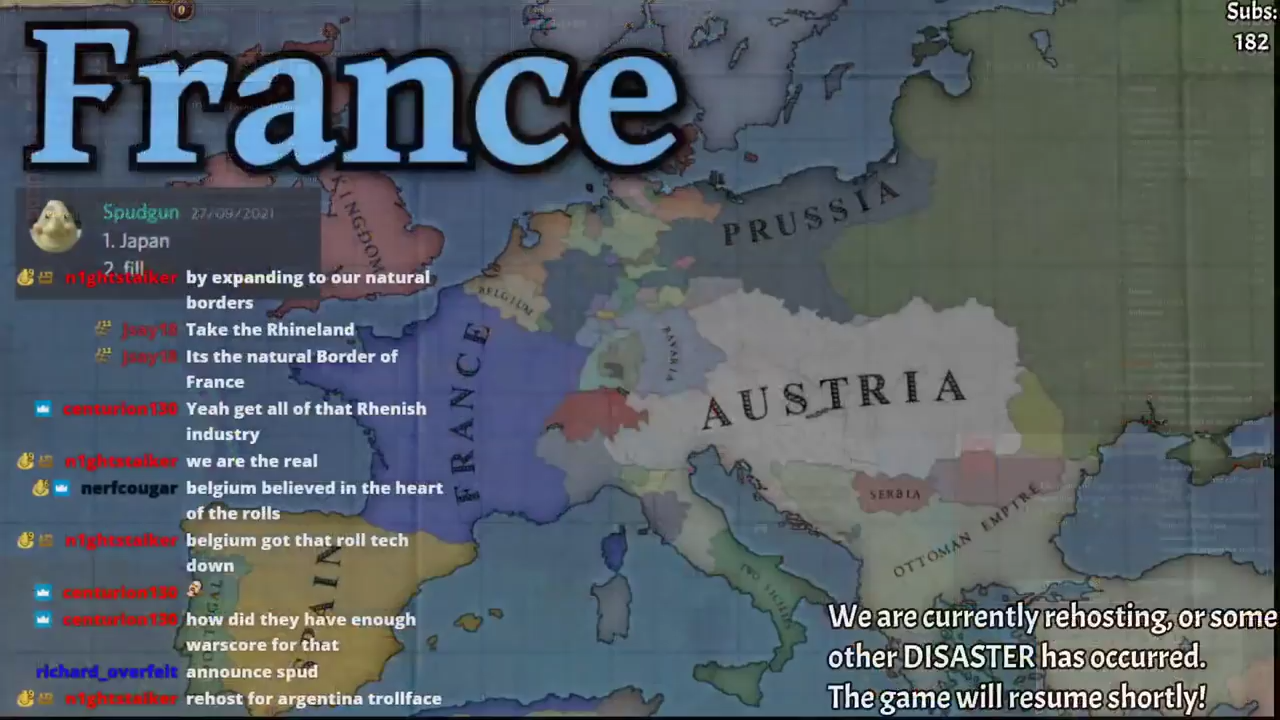 Subs:
182
France
Spudgun 27/09/2021
1. Japan
2. fill
n1ghtstalker by expanding to our natural
borders
Take the Rhineland
Its the natural Border of
France
centurion130 Yeah get all of that Rhenish
industry
n1ghtstalker we are the real
nerfcougar belgium believed in the heart
of the rolls
n1ghtstalker belgium got that roll tech
down
centurion130
centurion130 how did they have enough
warscore for that
richard_overfelt announce spud
n1ghtstalker rehost for argentina trollface
KINGDOM
PRUSSIA
BELGIUM
FRANCE
BAVARIA
AUSTRIA
SERBIA
OTTOMAN EMPIRE
We are currently rehosting, or some
other DISASTER has occurred.
The game will resume shortly!